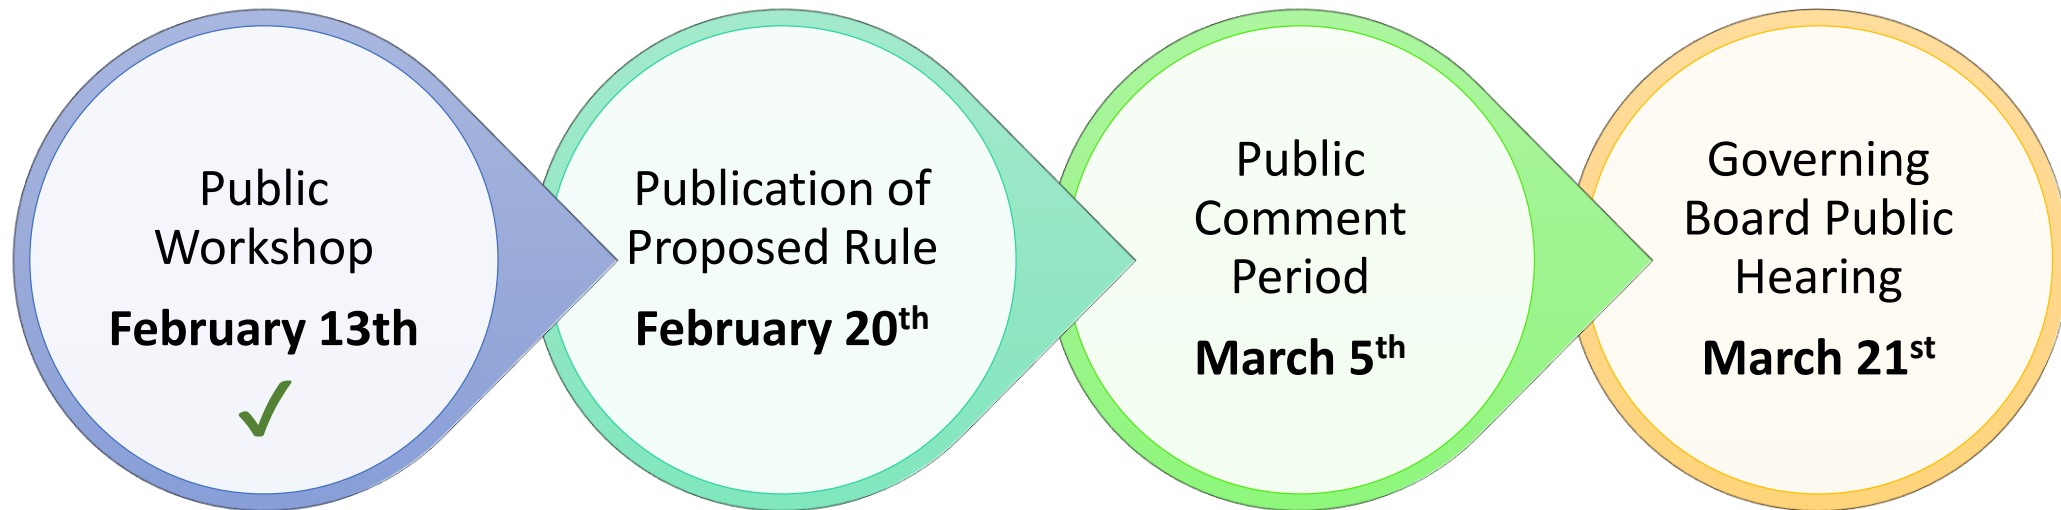 Public
Workshop
February 13th
✓
Publication of
Proposed Rule
February 20th
Public
Comment
Period
March 5th
Governing
Board Public
Hearing
March 21st